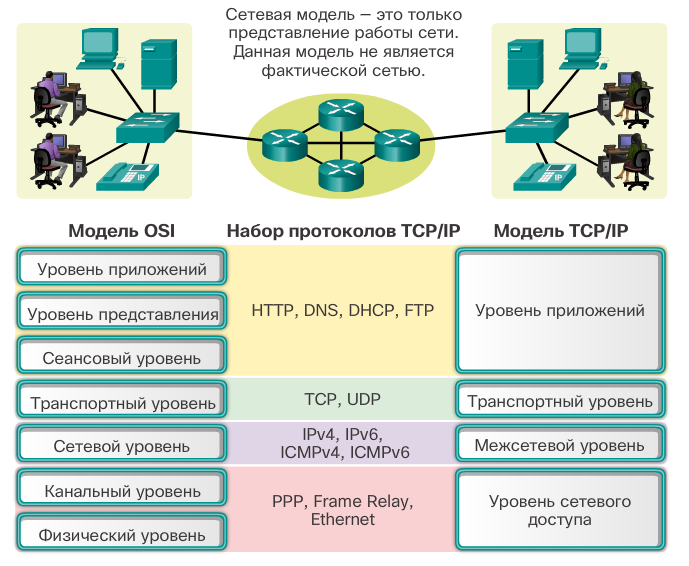 Сетевая модель – это только
представление работы сети.
Данная модель не является
фактической сетью.
IP
IP
Модель OSI
Набор протоколов TCP/IP
Модель TCP/IP
Уровень приложений
Уровень представления
Сеансовый уровень
HTTP, DNS, DHCP, FTP
Уровень приложений
Транспортный уровень
TCP, UDP
Транспортный уровень
Сетевой уровень
IPv4, IPv6,
ICMPv4, ICMPv6
Межсетевой уровень
Канальный уровень
Физический уровень
PPP, Frame Relay,
Ethernet
Уровень сетевого
доступа